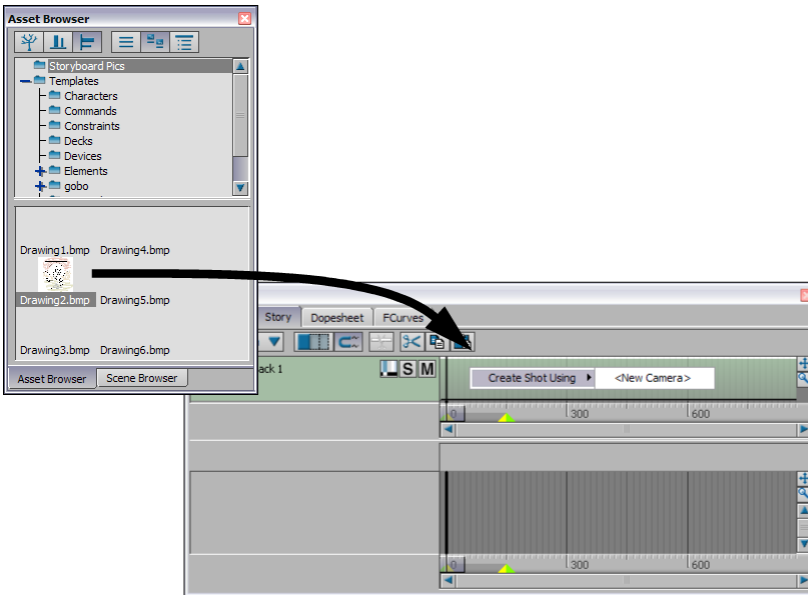 Asset Browser
Storyboard Pics
Templates
Characters
Commands
Constraints
Decks
Devices
Elements
gobo
Drawing1.bmp Drawing4.bmp
Drawing2.bmp Drawing5.bmp
Drawing3.bmp Drawing6.bmp
Asset Browser Scene Browser
Story Dopesheet FCurves
ack 1 S M
Create Shot Using <New Camera>
0 300 600
0 300 600